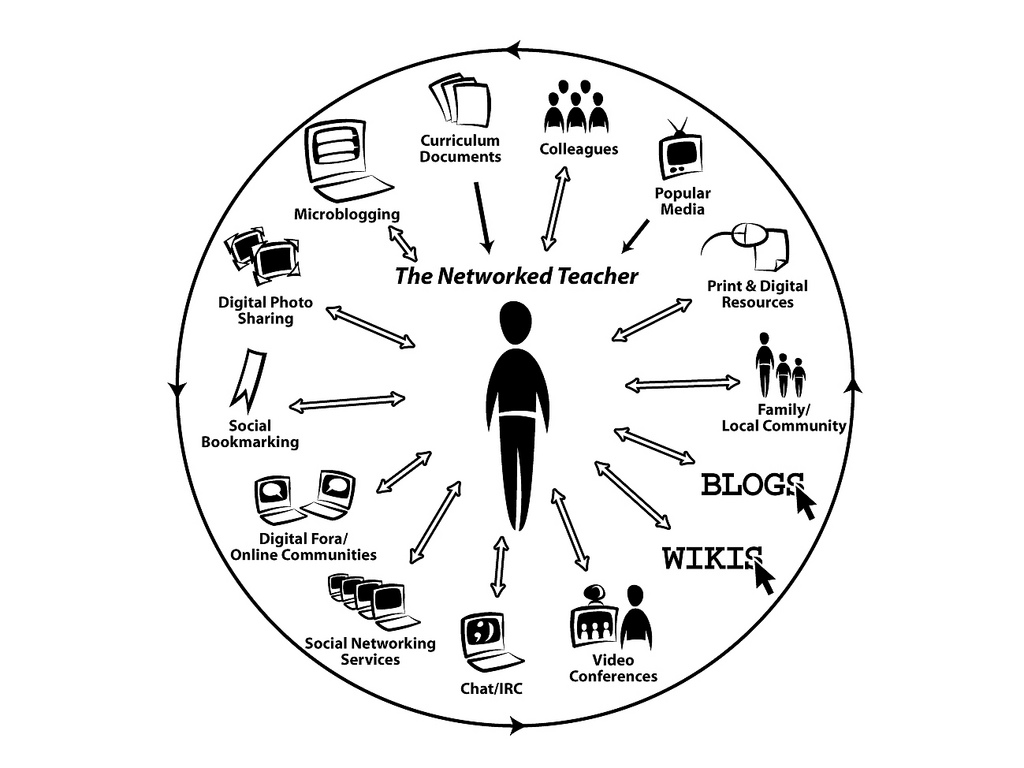 Curriculum
Documents
Colleagues
Popular
Media
Microblogging
Print & Digital
Resources
The Networked Teacher
Digital Photo
Sharing
Family/
Local Community
Social
Bookmarking
BLOGS
Digital Fora/
Online Communities
WIKIS
Social Networking
Services
Chat/IRC
Video
Conferences
;)